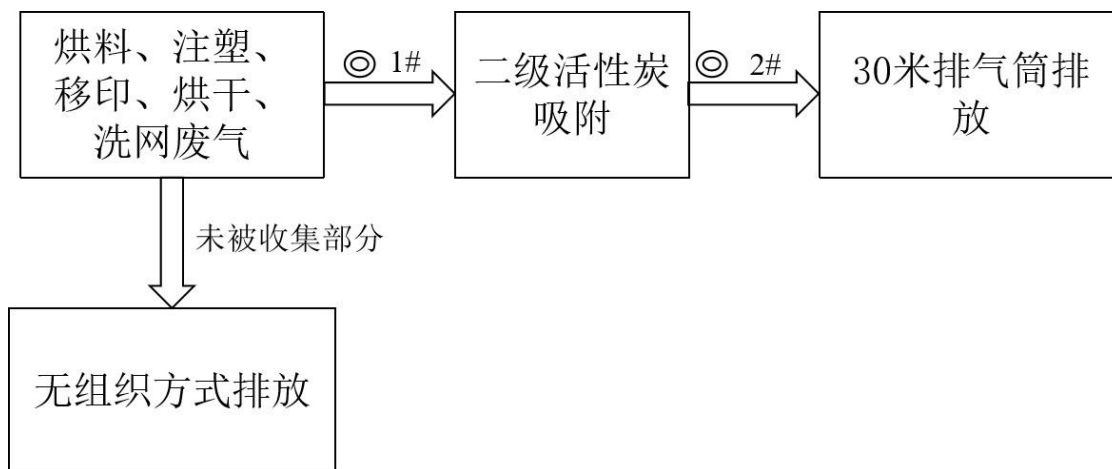 烘料、注塑、
移印、烘干、
洗网废气
◎ 1#
二级活性炭
吸附
◎ 2#
30米排气筒排
放
未被收集部分
无组织方式排放